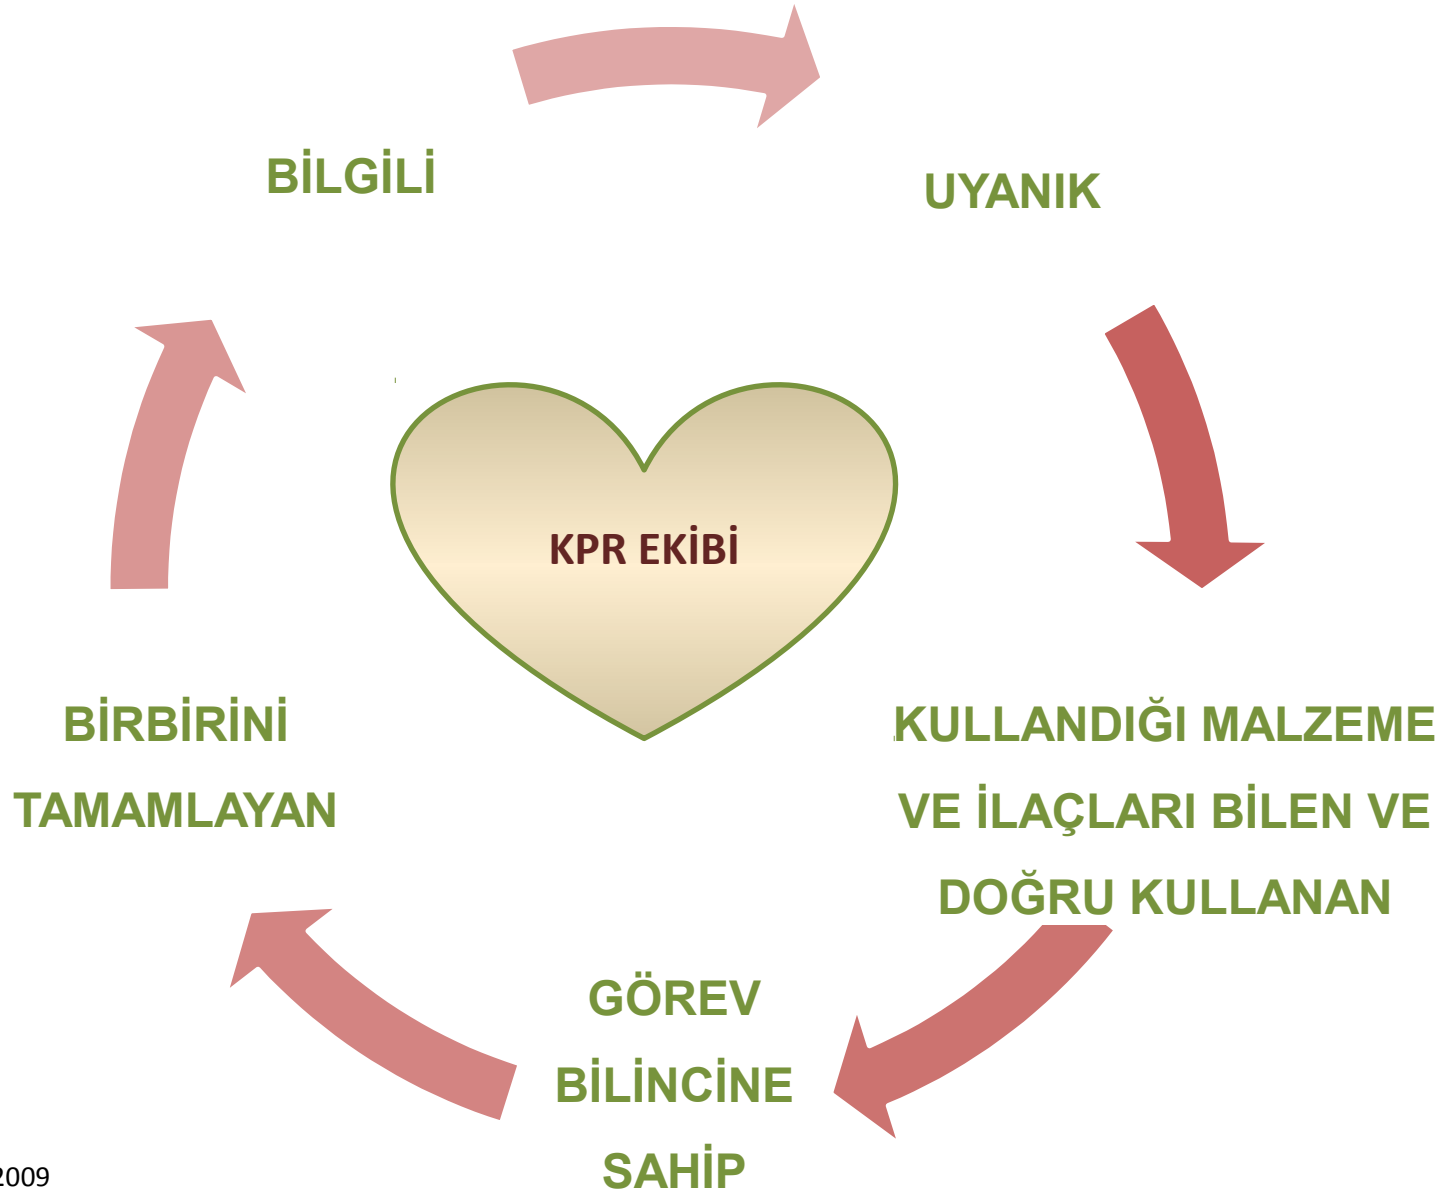 BİLGİLİ
UYANIK
KPR EKİBİ
BİRBİRİNİ
TAMAMLAYAN
KULLANDIĞI MALZEME
VE İLAÇLARI BİLEN VE
DOĞRU KULLANAN
GÖREV
BİLİNCİNE
SAHİP
2009